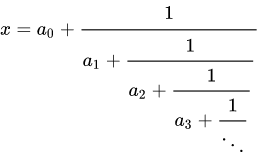 x = a_0 + \cfrac{1}{a_1 + \cfrac{1}{a_2 + \cfrac{1}{a_3 + \cfrac{1}{\ddots}}}}